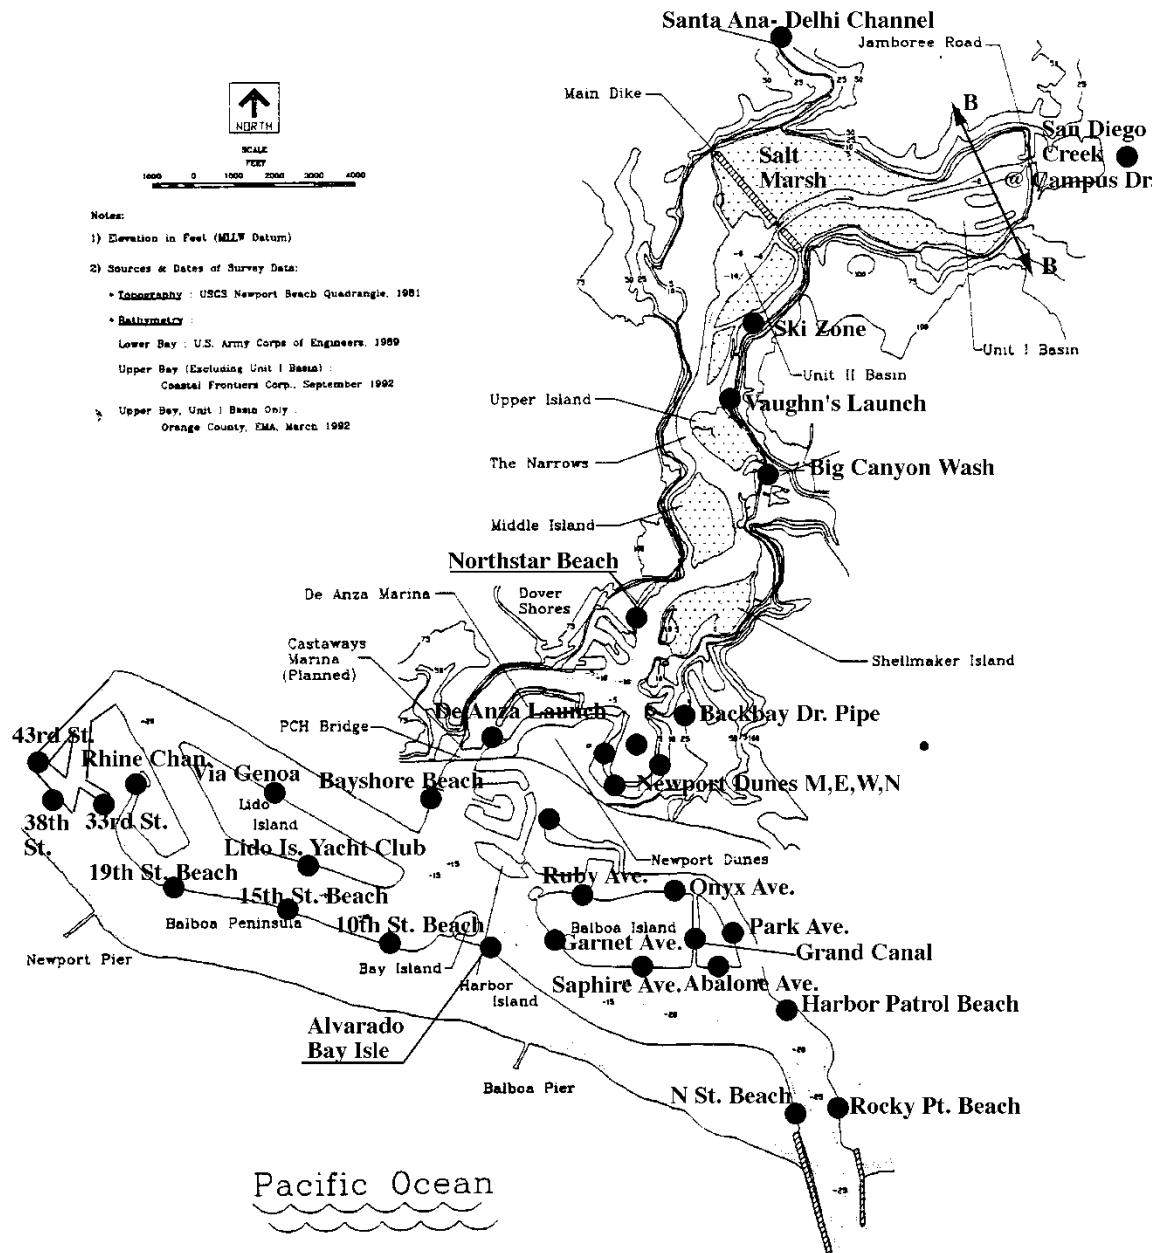 Santa Ana- Delhi Channel
Jamboree Road
Main Dike
B
San Diego
Creek
@ Campus Dr.
Salt
Marsh
B
NORTH
SCALE
FEET
1000 0 1000 2000 3000 4000
Notes:
1) Elevation in Feet (MLLW Datum)
2) Sources & Dates of Survey Data:
• Topography : USGS Newport Beach Quadrangle, 1981
• Bathymetry :
Lower Bay : U.S. Army Corps of Engineers, 1989
Upper Bay (Excluding Unit I Basin) :
Coastal Frontiers Corp., September 1992
Upper Bay, Unit I Basin Only :
Orange County, EMA, March 1992
Ski Zone
Unit I Basin
Unit II Basin
Upper Island
Vaughn's Launch
The Narrows
Big Canyon Wash
Middle Island
Northstar Beach
De Anza Marina
Dover
Shores
Castaways
Marina
(Planned)
Shellmaker Island
De Anza Launch
Backbay Dr. Pipe
PCH Bridge
43rd St.
Rhine Chan.
Via Genoa
Bayshore Beach
Newport Dunes M,E,W,N
Lido
Island
38th
St.
33rd St.
Lido Is. Yacht Club
Newport Dunes
19th St. Beach
Ruby Ave.
Onyx Ave.
15th St. Beach
Balboa Peninsula
10th St. Beach
Balboa Island
Park Ave.
Garnet Ave.
Grand Canal
Newport Pier
Bay Island
Harbor
Island
Saphire Ave.
Abalone Ave.
Harbor Patrol Beach
Alvarado
Bay Isle
Balboa Pier
N St. Beach
Rocky Pt. Beach
Pacific Ocean